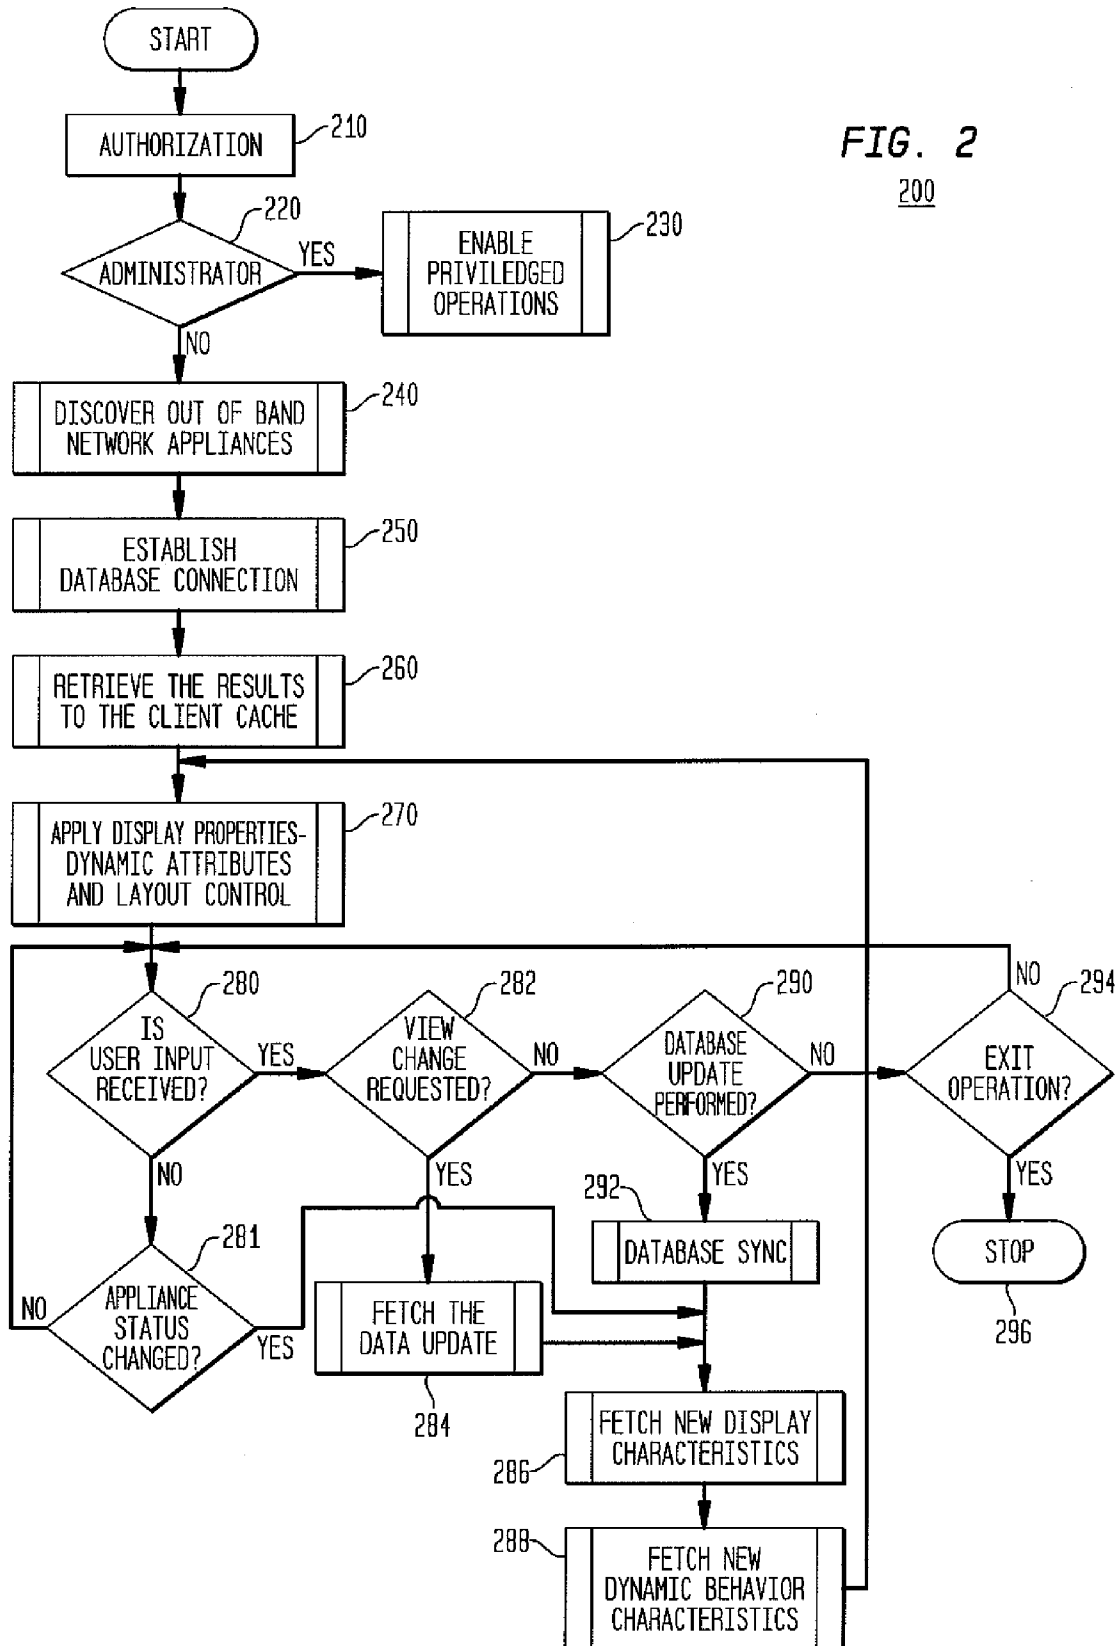 START
AUTHORIZATION
210
FIG. 2
200
220
ADMINISTRATOR
YES
ENABLE
PRIVILEDGED
OPERATIONS
230
NO
DISCOVER OUT OF BAND
NETWORK APPLIANCES
240
ESTABLISH
DATABASE CONNECTION
250
RETRIEVE THE RESULTS
TO THE CLIENT CACHE
260
APPLY DISPLAY PROPERTIES-
DYNAMIC ATTRIBUTES
AND LAYOUT CONTROL
270
IS
USER INPUT
RECEIVED?
280
YES
NO
VIEW
CHANGE
REQUESTED?
282
NO
YES
DATABASE
UPDATE
PERFORMED?
290
NO
YES
EXIT
OPERATION?
294
NO
YES
STOP
296
APPLIANCE
STATUS
CHANGED?
281
NO
YES
292
DATABASE SYNC
FETCH THE
DATA UPDATE
284
FETCH NEW DISPLAY
CHARACTERISTICS
286
288
FETCH NEW
DYNAMIC BEHAVIOR
CHARACTERISTICS